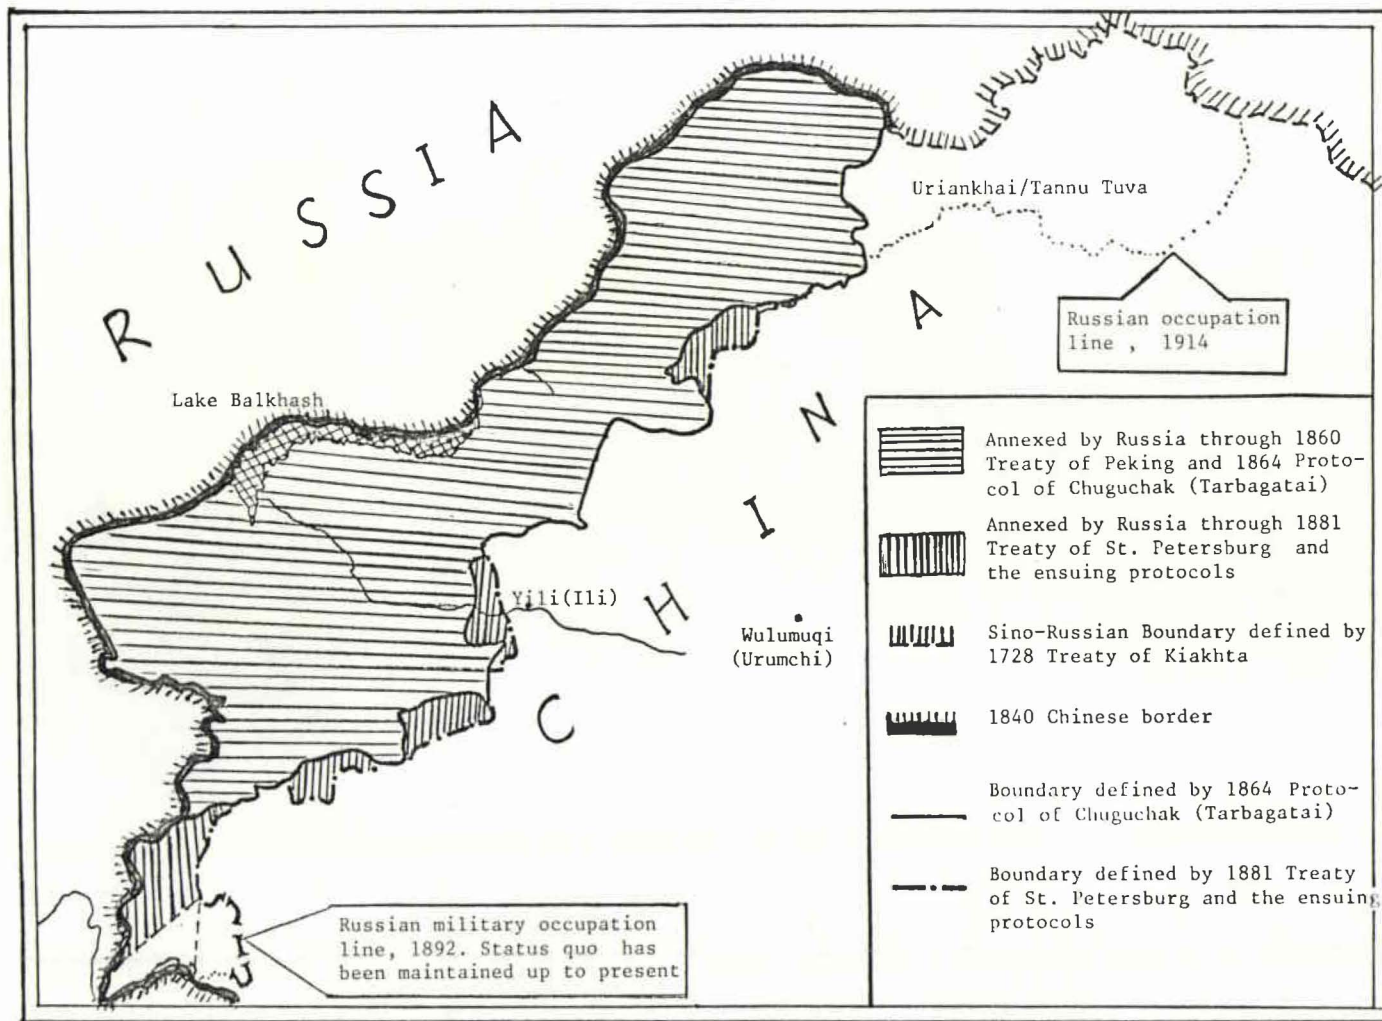 RUSSIA
Uriankhai/Tannu Tuva
Russian occupation
line , 1914
Lake Balkhash
CHINA
Yili(Ili)
Wulumuqi
(Urumchi)
Annexed by Russia through 1860
Treaty of Peking and 1864 Proto-
col of Chuguchak (Tarbagatai)
Annexed by Russia through 1881
Treaty of St. Petersburg and
the ensuing protocols
Sino-Russian Boundary defined by
1728 Treaty of Kiakhta
1840 Chinese border
Boundary defined by 1864 Proto-
col of Chuguchak (Tarbagatai)
Boundary defined by 1881 Treaty
of St. Petersburg and the ensuing
protocols
Russian military occupation
line, 1892. Status quo has
been maintained up to present